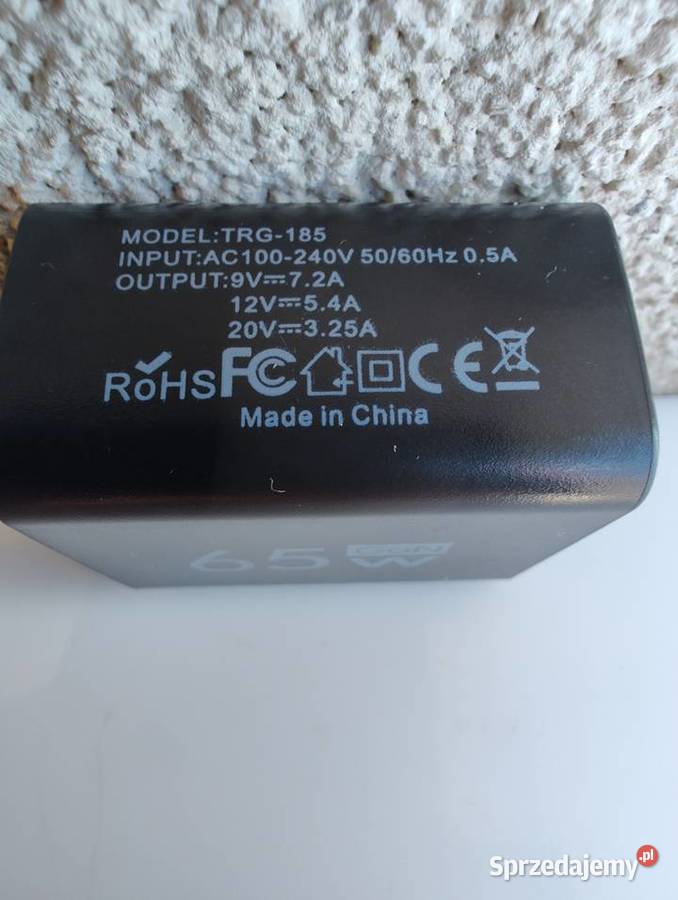 MODEL:TRG-185
INPUT:AC100-240V 50/60Hz 0.5A
OUTPUT:9V⎓7.2A
12V⎓5.4A
20V⎓3.25A
RoHS FC CE
Made in China
65W GaN
Sprzedajemy.pl